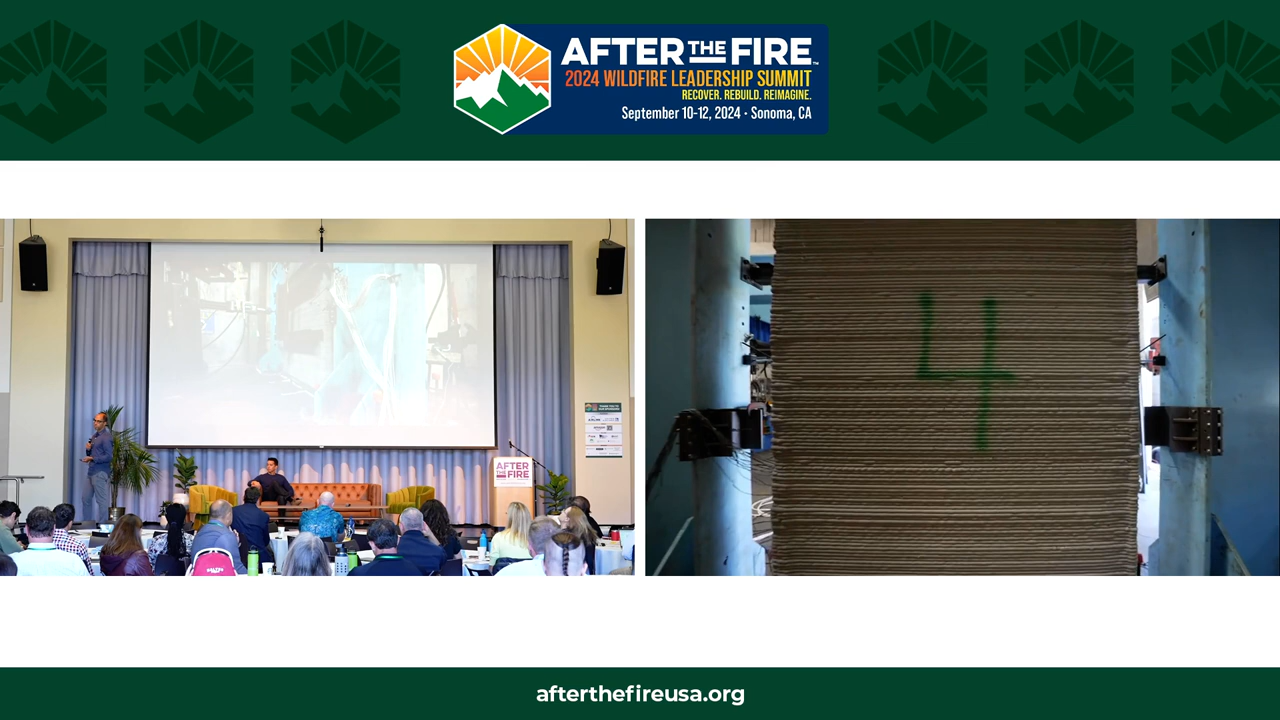 AFTER THE FIRE™
2024 WILDFIRE LEADERSHIP SUMMIT
RECOVER. REBUILD. REIMAGINE.
September 10-12, 2024 · Sonoma, CA
AFTER
THE FIRE
4
afterthefireusa.org